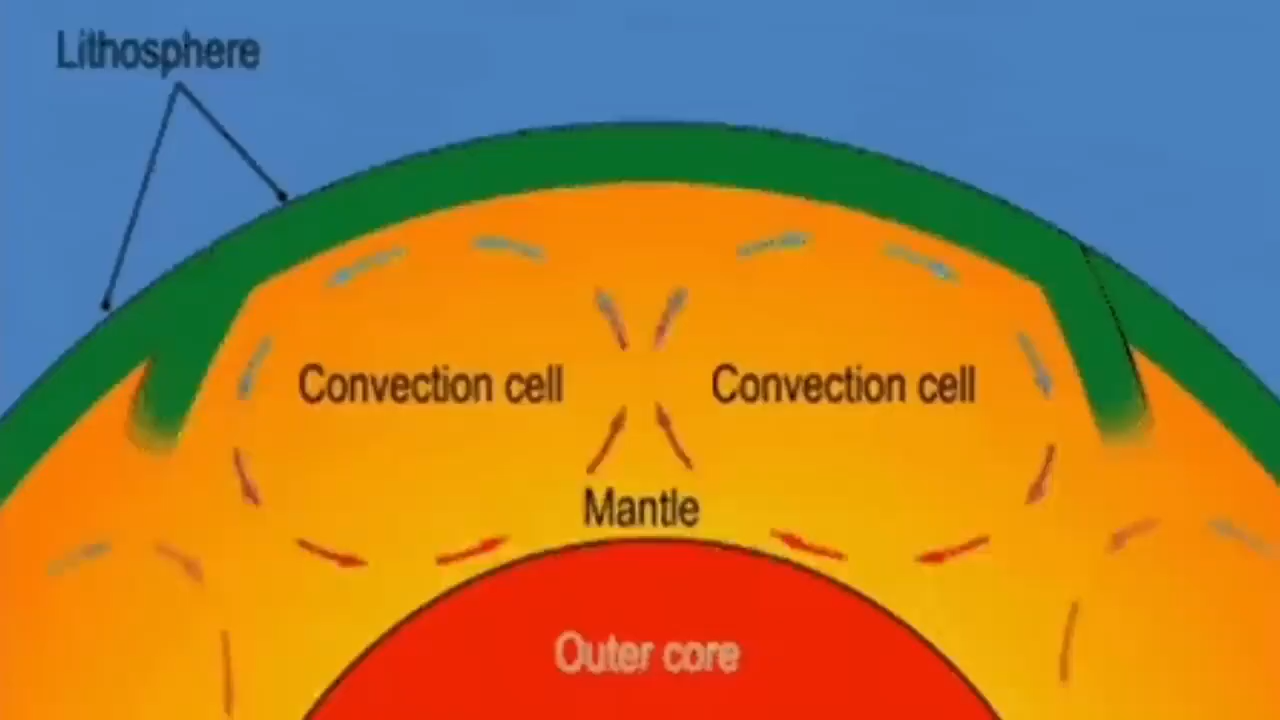 Lithosphere
Convection cell
Convection cell
Mantle
Outer core